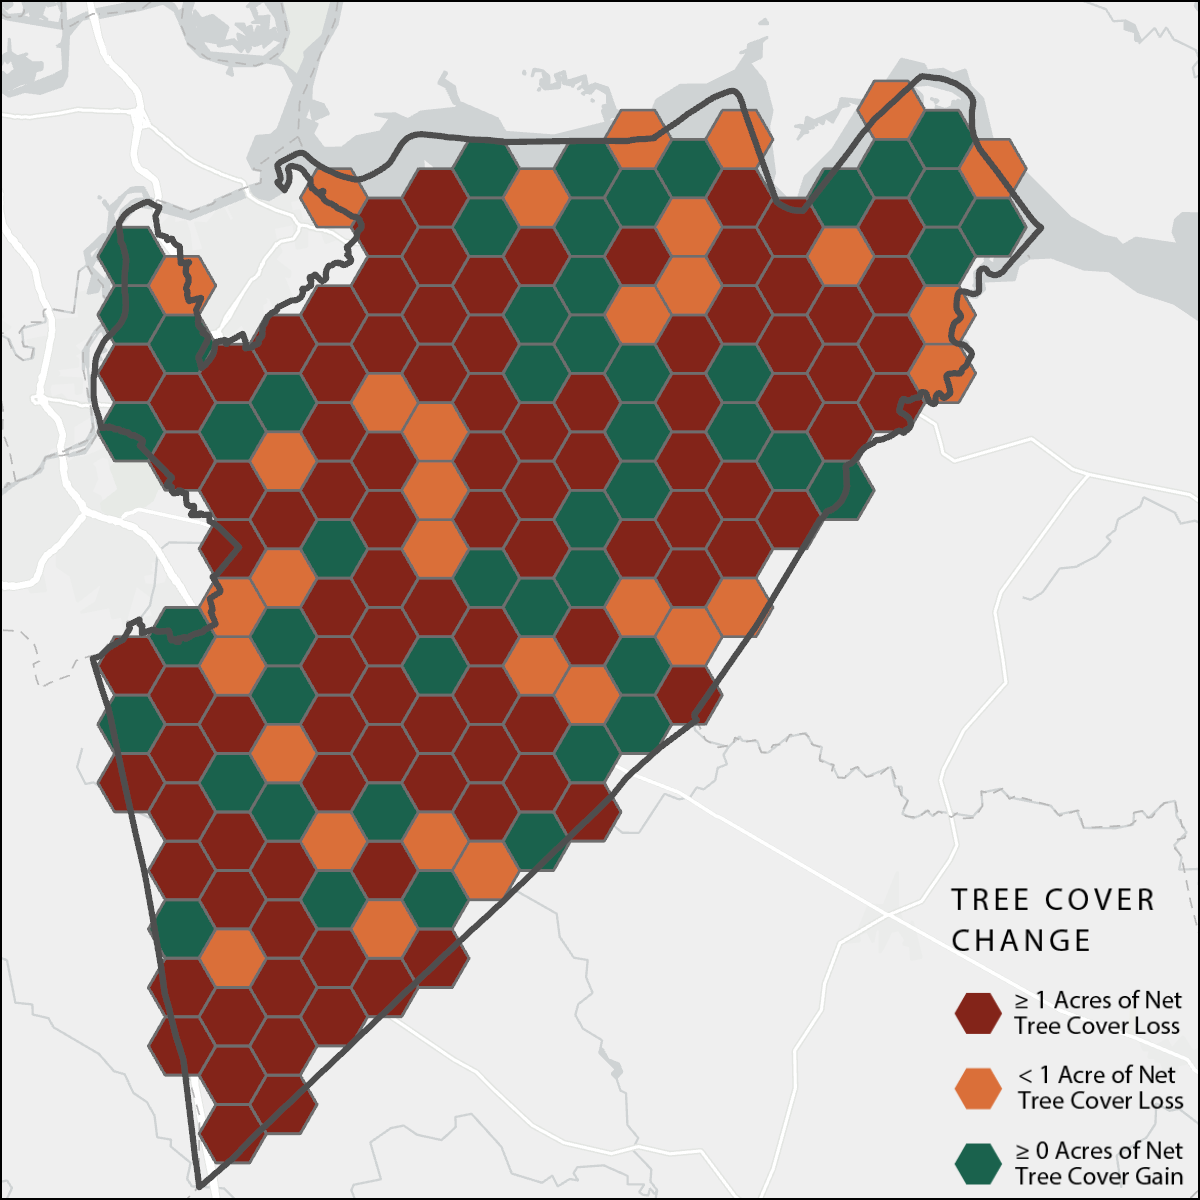 TREE COVER
CHANGE
≥ 1 Acres of Net
Tree Cover Loss
< 1 Acre of Net
Tree Cover Loss
≥ 0 Acres of Net
Tree Cover Gain